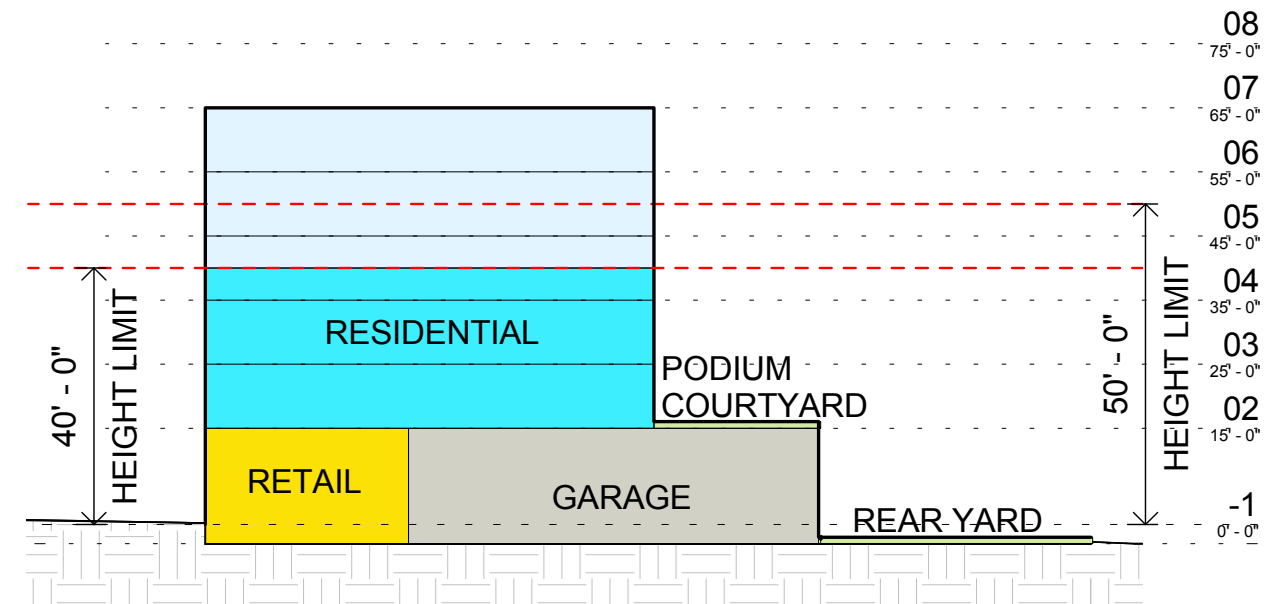 08
75' - 0"
07
65' - 0"
06
55' - 0"
05
45' - 0"
04
35' - 0"
03
25' - 0"
02
15' - 0"
-1
0' - 0"
40' - 0"
HEIGHT LIMIT
RESIDENTIAL
PODIUM
COURTYARD
RETAIL
GARAGE
REAR YARD
50' - 0"
HEIGHT LIMIT